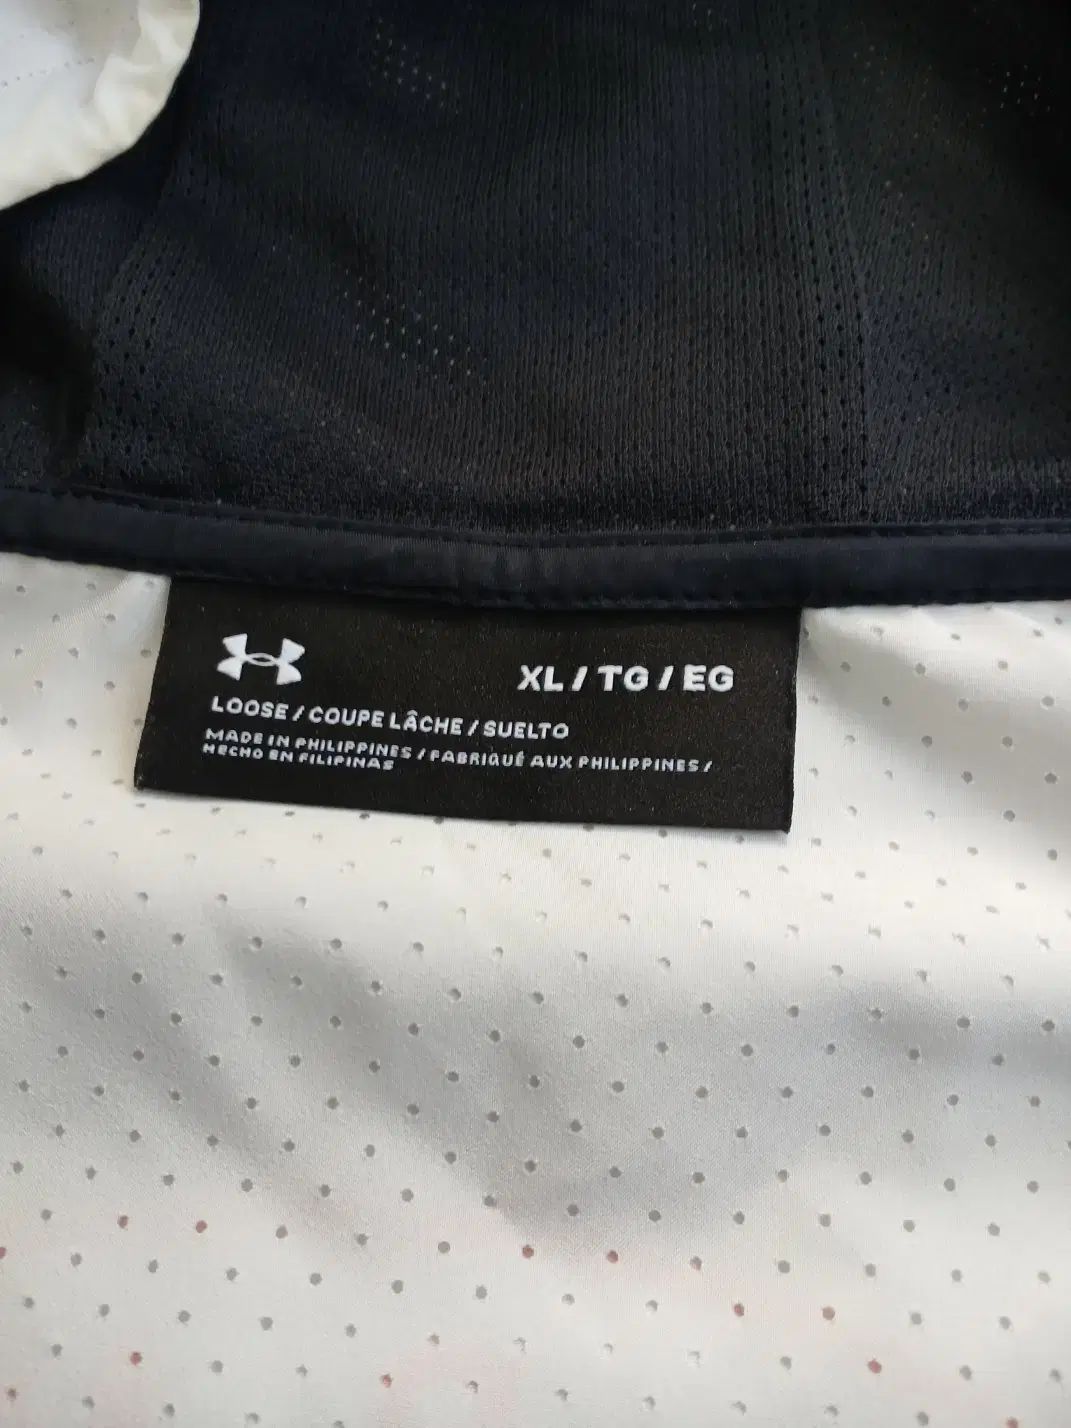 XL / TG / EG
LOOSE / COUPE LÂCHE / SUELTO
MADE IN PHILIPPINES / FABRIQUÉ AUX PHILIPPINES /
HECHO EN FILIPINAS